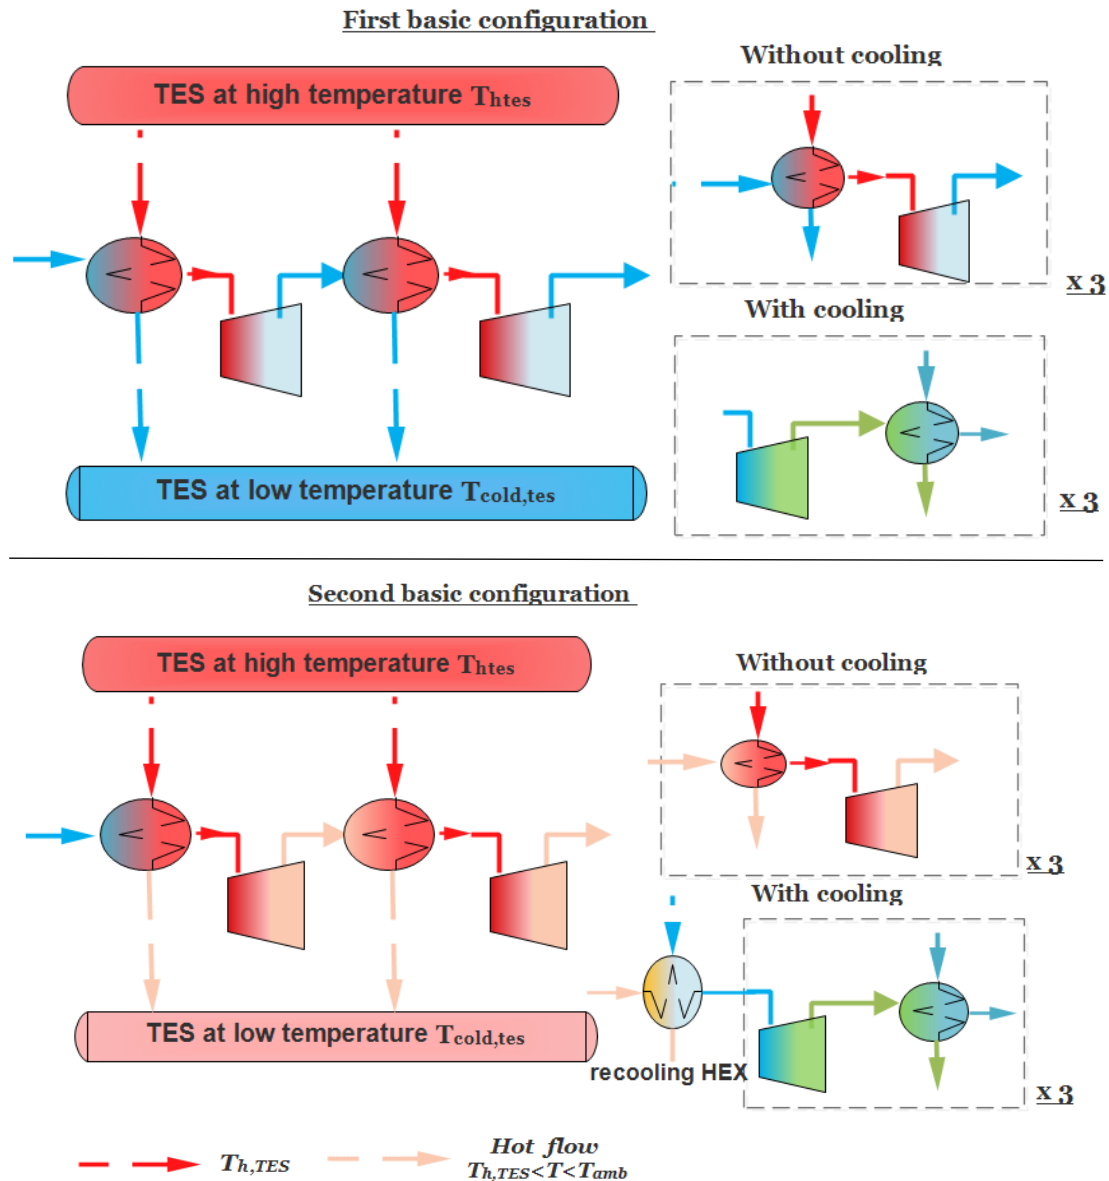 First basic configuration
Without cooling
TES at high temperature Thtes
x 3
With cooling
TES at low temperature Tcold,tes
x 3
Second basic configuration
TES at high temperature Thtes
Without cooling
x 3
With cooling
TES at low temperature Tcold,tes
recooling HEX
x 3
Th,TES
Hot flow
Th,TES<T<Tamb